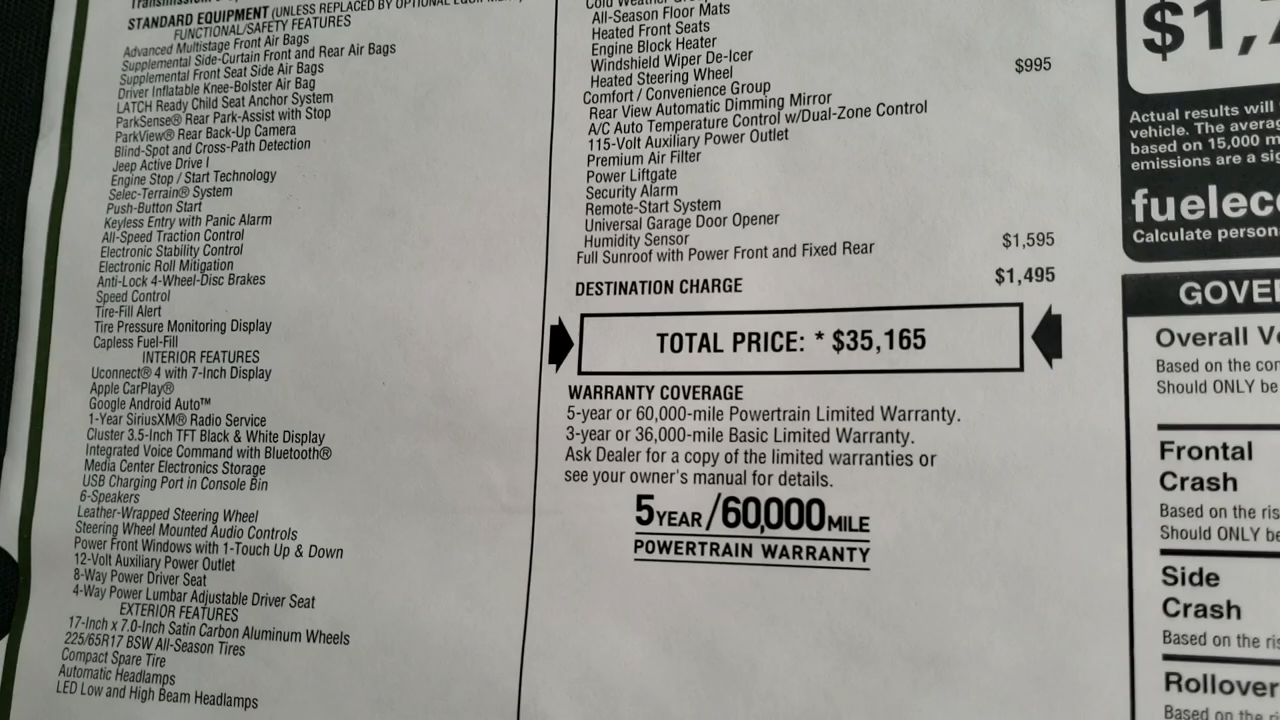 STANDARD EQUIPMENT (UNLESS REPLACED BY OPTIONAL EQUIPMENT)
FUNCTIONAL/SAFETY FEATURES
Advanced Multistage Front Air Bags
Supplemental Side-Curtain Front and Rear Air Bags
Supplemental Front Seat Side Air Bags
Driver Inflatable Knee-Bolster Air Bag
LATCH Ready Child Seat Anchor System
ParkSense® Rear Park-Assist with Stop
ParkView® Rear Back-Up Camera
Blind-Spot and Cross-Path Detection
Jeep Active Drive I
Engine Stop / Start Technology
Selec-Terrain® System
Push-Button Start
Keyless Entry with Panic Alarm
All-Speed Traction Control
Electronic Stability Control
Electronic Roll Mitigation
Anti-Lock 4-Wheel-Disc Brakes
Speed Control
Tire-Fill Alert
Tire Pressure Monitoring Display
Capless Fuel-Fill
INTERIOR FEATURES
Uconnect® 4 with 7-Inch Display
Apple CarPlay®
Google Android Auto™
1-Year SiriusXM® Radio Service
Cluster 3.5-Inch TFT Black & White Display
Integrated Voice Command with Bluetooth®
Media Center Electronics Storage
USB Charging Port in Console Bin
6-Speakers
Leather-Wrapped Steering Wheel
Steering Wheel Mounted Audio Controls
Power Front Windows with 1-Touch Up & Down
12-Volt Auxiliary Power Outlet
8-Way Power Driver Seat
4-Way Power Lumbar Adjustable Driver Seat
EXTERIOR FEATURES
17-Inch x 7.0-Inch Satin Carbon Aluminum Wheels
225/65R17 BSW All-Season Tires
Compact Spare Tire
Automatic Headlamps
LED Low and High Beam Headlamps
Cold Weather
All-Season Floor Mats
Heated Front Seats
Engine Block Heater
Windshield Wiper De-Icer
Heated Steering Wheel
Comfort / Convenience Group $995
Rear View Automatic Dimming Mirror
A/C Auto Temperature Control w/Dual-Zone Control
115-Volt Auxiliary Power Outlet
Premium Air Filter
Power Liftgate
Security Alarm
Remote-Start System
Universal Garage Door Opener
Humidity Sensor
Full Sunroof with Power Front and Fixed Rear $1,595
DESTINATION CHARGE $1,495
TOTAL PRICE: * $35,165
WARRANTY COVERAGE
5-year or 60,000-mile Powertrain Limited Warranty.
3-year or 36,000-mile Basic Limited Warranty.
Ask Dealer for a copy of the limited warranties or
see your owner's manual for details.
5 YEAR / 60,000 MILE
POWERTRAIN WARRANTY
$1,7
Actual results will
vehicle. The averag
based on 15,000 m
emissions are a sig
fueleco
Calculate person
GOVE
Overall Ve
Based on the con
Should ONLY be
Frontal
Crash
Based on the ris
Should ONLY be
Side
Crash
Based on the ris
Rollover
Based on the ris